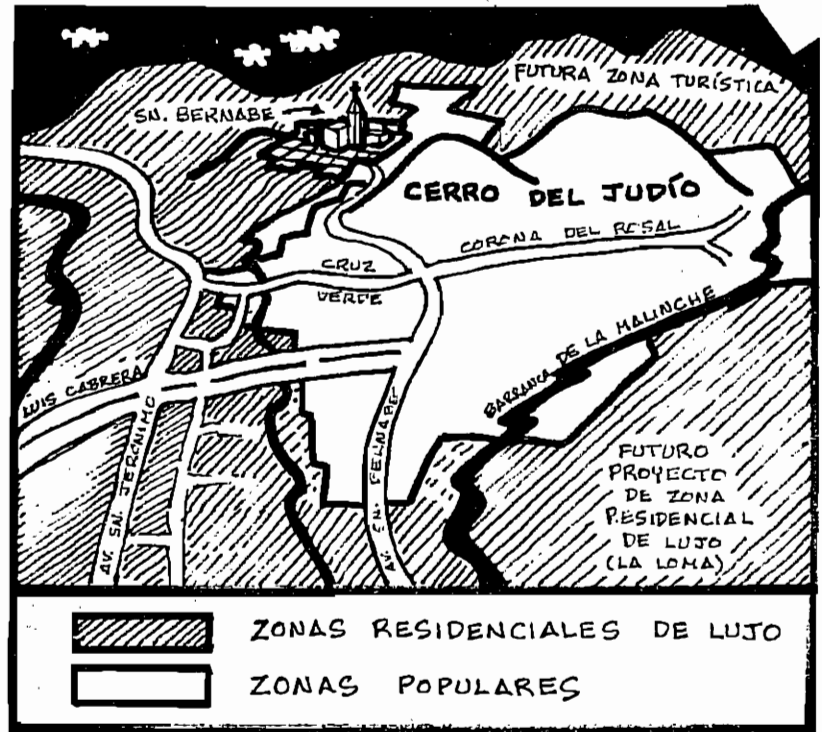 FUTURA ZONA TURÍSTICA
SN. BERNABE
CERRO DEL JUDÍO
CORONA DEL ROSAL
CRUZ
VERDE
BARRANCA DE LA MALINCHE
LUIS CABRERA
AV. SN. JERONIMO
AV. SN. BERNABE
FUTURO
PROYECTO
DE ZONA
RESIDENCIAL
DE LUJO
(LA LOMA)
ZONAS RESIDENCIALES DE LUJO
ZONAS POPULARES